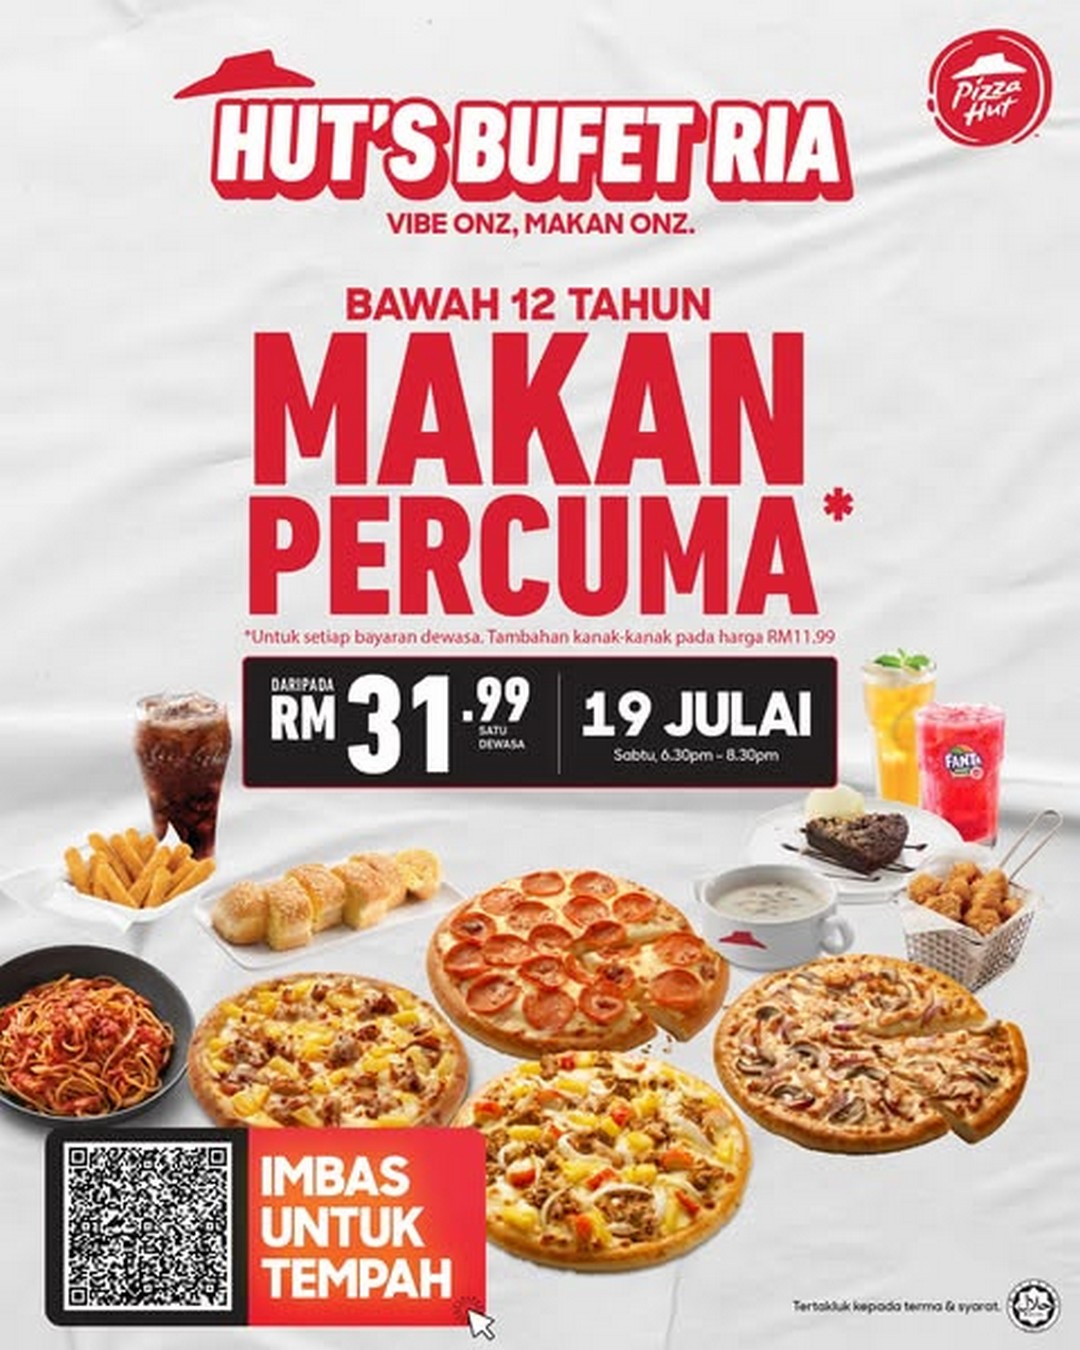 Pizza
Hut
HUT'S BUFET RIA
VIBE ONZ, MAKAN ONZ.
BAWAH 12 TAHUN
MAKAN
PERCUMA*
*Untuk setiap bayaran dewasa. Tambahan kanak-kanak pada harga RM11.99
DARIPADA
RM31.99
SATU
DEWASA
19 JULAI
Sabtu, 6.30pm - 8.30pm
FANTA
IMBAS
UNTUK
TEMPAH
Tertakluk kepada terma & syarat.
حلال